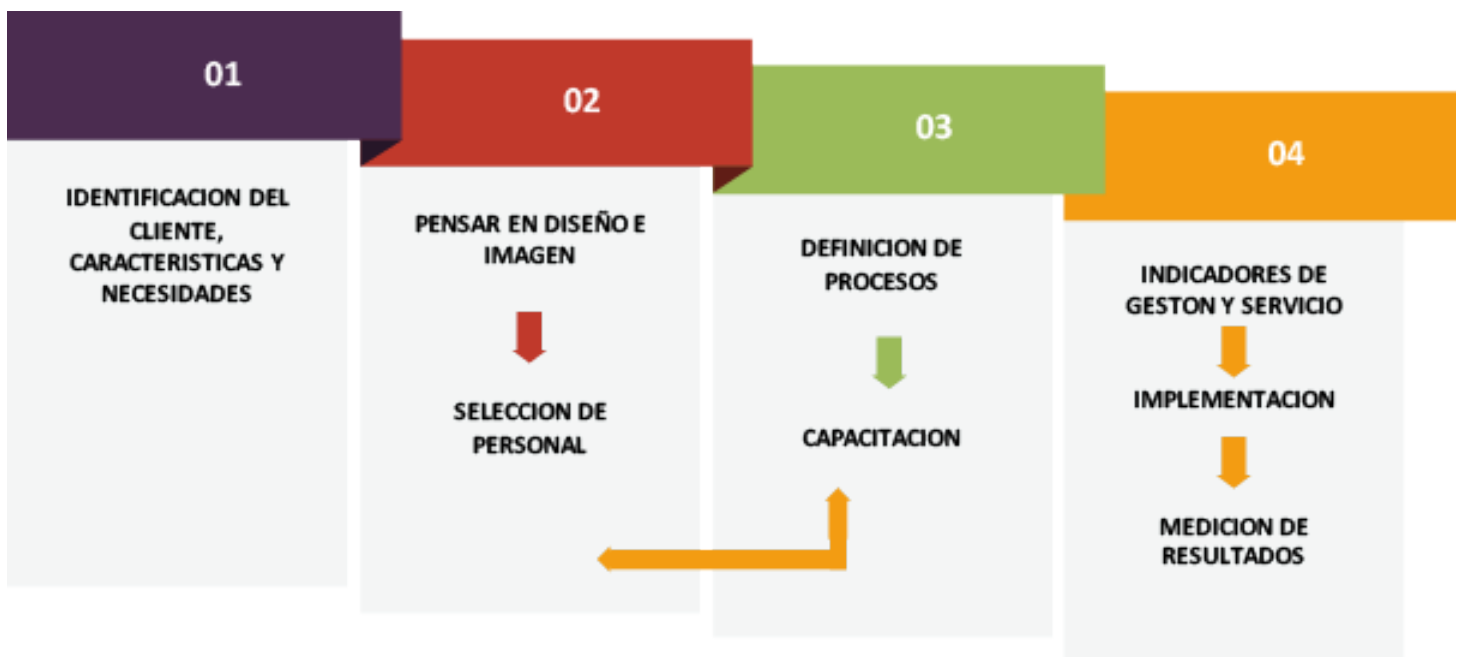 01
IDENTIFICACION DEL
CLIENTE,
CARACTERISTICAS Y
NECESIDADES
02
PENSAR EN DISEÑO E
IMAGEN
SELECCION DE
PERSONAL
03
DEFINICION DE
PROCESOS
CAPACITACION
04
INDICADORES DE
GESTON Y SERVICIO
IMPLEMENTACION
MEDICION DE
RESULTADOS